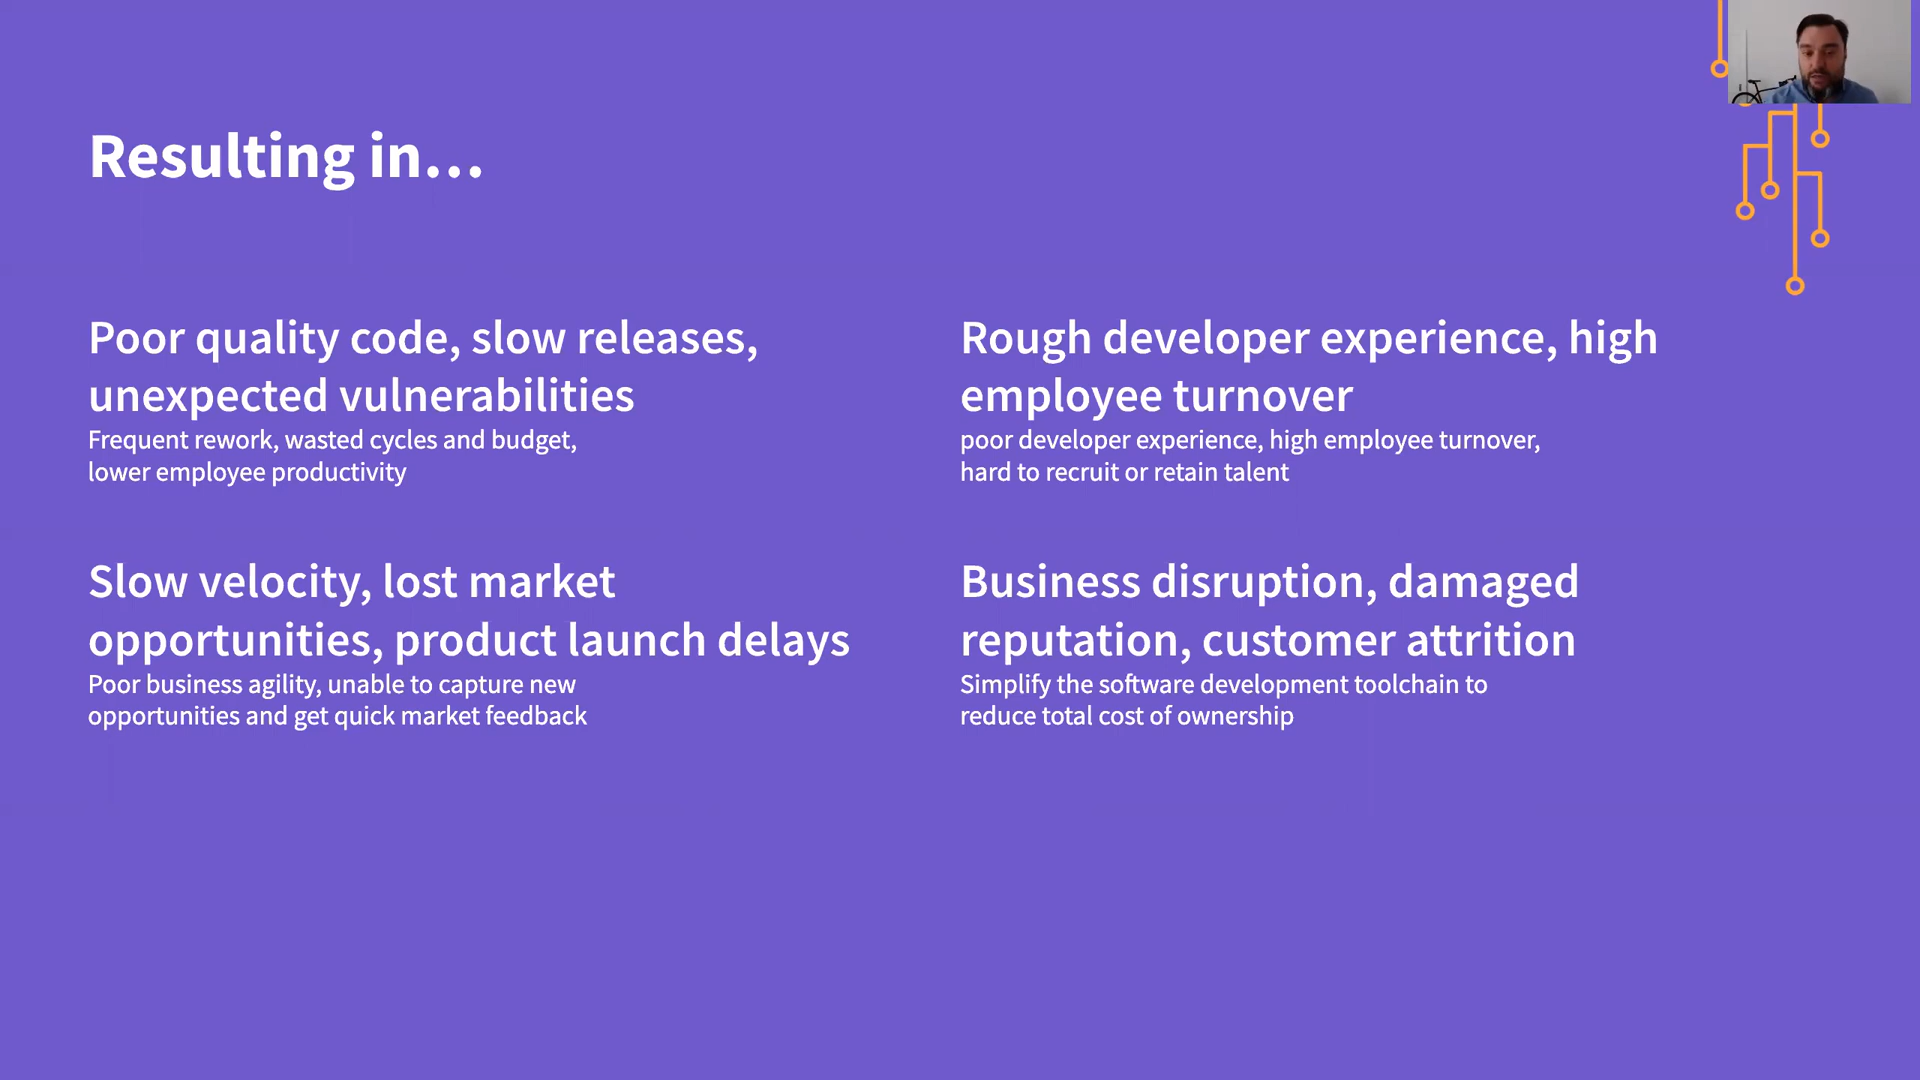 Resulting in...
Poor quality code, slow releases,
unexpected vulnerabilities
Frequent rework, wasted cycles and budget,
lower employee productivity
Rough developer experience, high
employee turnover
poor developer experience, high employee turnover,
hard to recruit or retain talent
Slow velocity, lost market
opportunities, product launch delays
Poor business agility, unable to capture new
opportunities and get quick market feedback
Business disruption, damaged
reputation, customer attrition
Simplify the software development toolchain to
reduce total cost of ownership